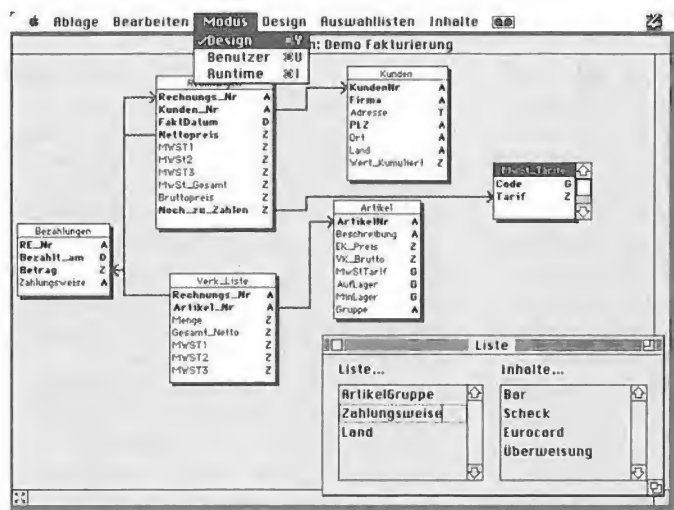 Ablage Bearbeiten Modus Design Auswahllisten Inhalte
Design ⌘Y
: Demo Fakturierung
Benutzer ⌘U
Runtime ⌘I
Rechnungs_Nr A
Kunden_Nr A
FaktDatum D
Nettopreis Z
MWST1 Z
MWSt2 Z
MWST3 Z
MwSt_Gesamt Z
Bruttopreis Z
Noch_zu_Zahlen Z
Kunden
KundenNr A
Firma A
Adresse T
PLZ A
Ort A
Land A
Wert_Kumuliert Z
MwSt_Tarife
Code G
Tarif Z
Artikel
ArtikelNr A
Beschreibung A
EK_Preis Z
VK_Brutto Z
MwStTarif G
AufLager G
MinLager G
Gruppe A
Bezahlungen
RE_Nr A
Bezahlt_am D
Betrag Z
Zahlungsweise A
Verk_Liste
Rechnungs_Nr A
Artikel_Nr A
Menge Z
Gesamt_Netto Z
MWST1 Z
MWST2 Z
MWST3 Z
Liste
Liste...
ArtikelGruppe
Zahlungsweise
Land
Inhalte...
Bar
Scheck
Eurocard
Überweisung